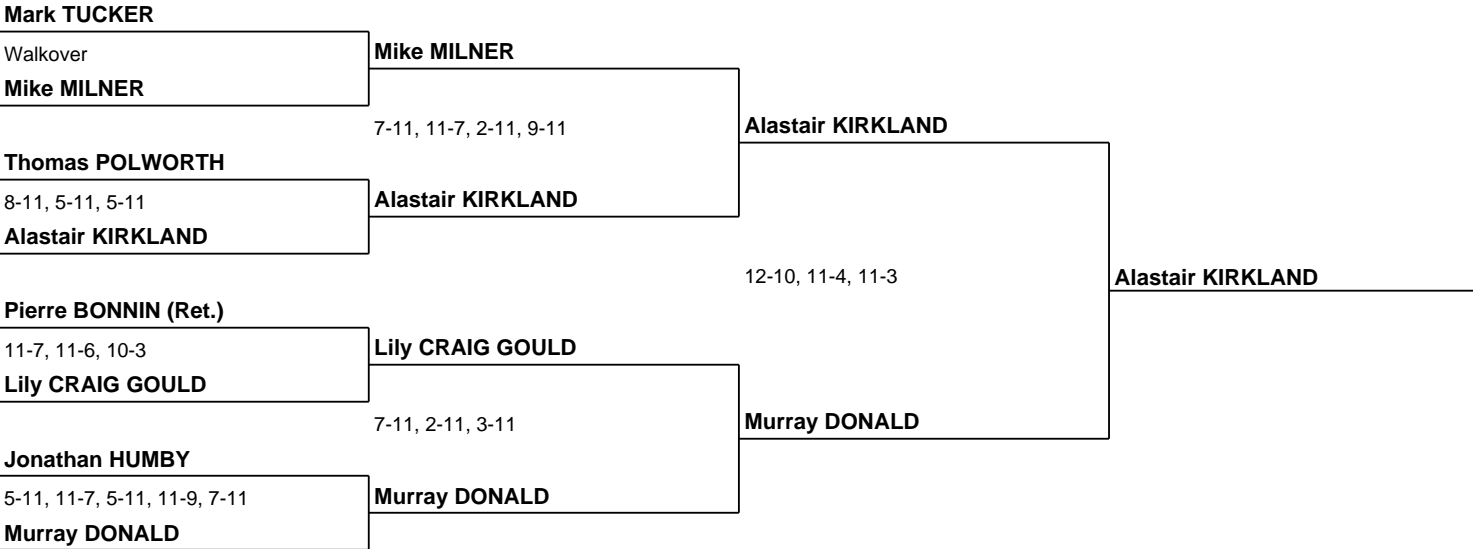 Mark TUCKER
Walkover
Mike MILNER
Mike MILNER
7-11, 11-7, 2-11, 9-11
Alastair KIRKLAND
Thomas POLWORTH
8-11, 5-11, 5-11
Alastair KIRKLAND
Alastair KIRKLAND
12-10, 11-4, 11-3
Alastair KIRKLAND
Pierre BONNIN (Ret.)
11-7, 11-6, 10-3
Lily CRAIG GOULD
Lily CRAIG GOULD
7-11, 2-11, 3-11
Murray DONALD
Jonathan HUMBY
5-11, 11-7, 5-11, 11-9, 7-11
Murray DONALD
Murray DONALD